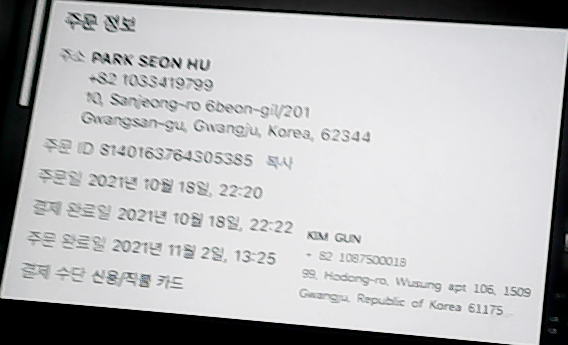 주문 정보
주소 PARK SEON HU
+82 1033419799
10, Sanjeong-ro 6beon-gil/201
Gwangsan-gu, Gwangju, Korea, 62344
주문 ID 8140163764305385 복사
주문일 2021년 10월 18일, 22:20
결제 완료일 2021년 10월 18일, 22:22
주문 완료일 2021년 11월 2일, 13:25
결제 수단 신용/직불 카드
KIM GUN
+ 82 1087500018
99, Hodong-ro, Wusung apt 106, 1509
Gwangju, Republic of Korea 61175